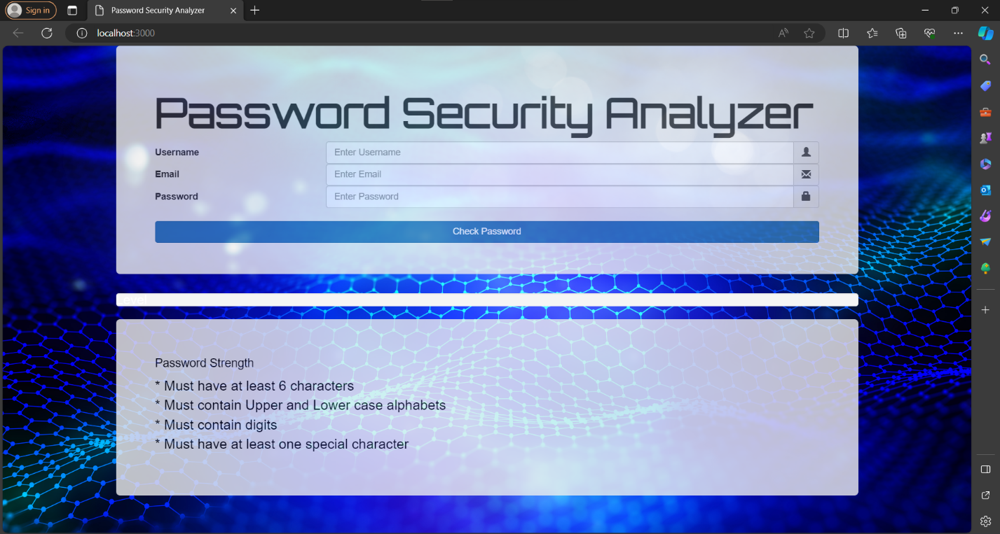 Sign in
Password Security Analyzer
localhost:3000
Password Security Analyzer
Username
Enter Username
Email
Enter Email
Password
Enter Password
Check Password
Level
Password Strength
* Must have at least 6 characters
* Must contain Upper and Lower case alphabets
* Must contain digits
* Must have at least one special character